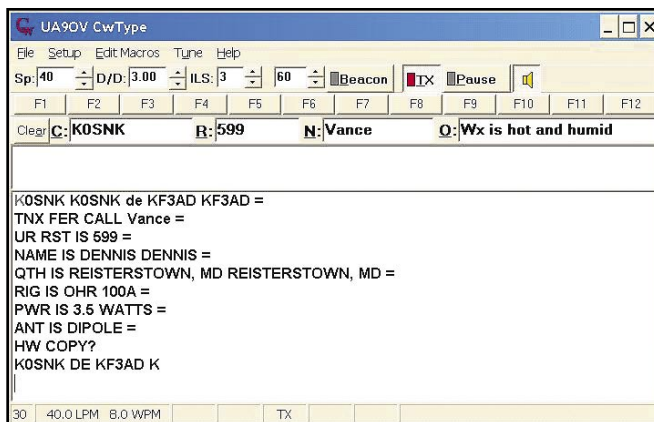 UA9OV CwType
File Setup Edit Macros Tune Help
Sp: 40 D/D: 3.00 ILS: 3 60 Beacon TX Pause
F1 F2 F3 F4 F5 F6 F7 F8 F9 F10 F11 F12
Clear C: K0SNK R: 599 N: Vance O: Wx is hot and humid
K0SNK K0SNK de KF3AD KF3AD =
TNX FER CALL Vance =
UR RST IS 599 =
NAME IS DENNIS DENNIS =
QTH IS REISTERSTOWN, MD REISTERSTOWN, MD =
RIG IS OHR 100A =
PWR IS 3.5 WATTS =
ANT IS DIPOLE =
HW COPY?
K0SNK DE KF3AD K
30 40.0 LPM 8.0 WPM TX